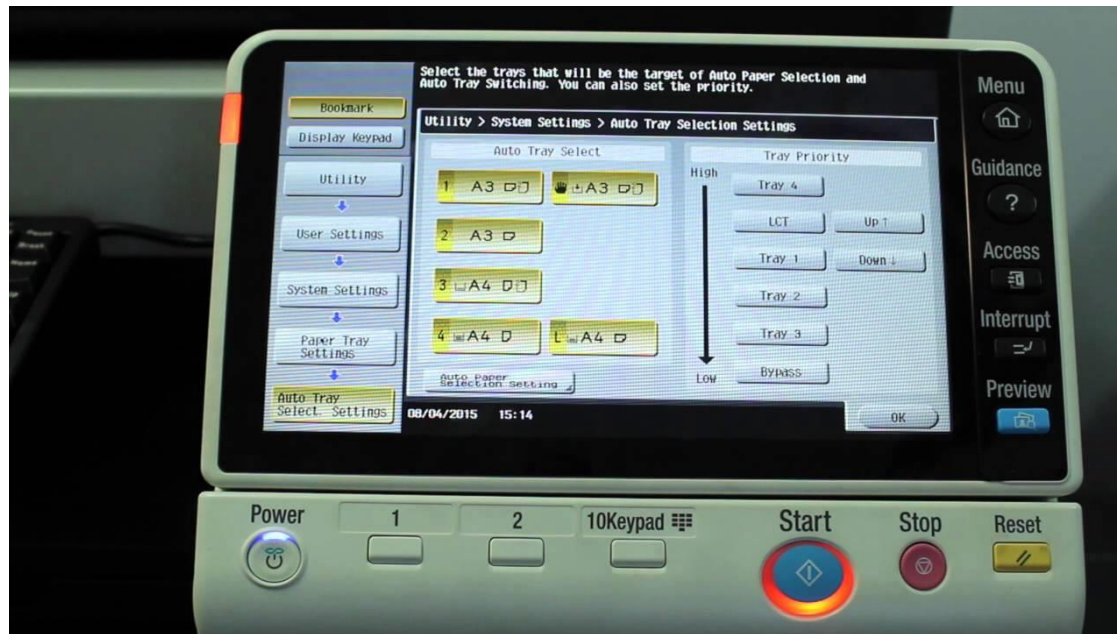 Select the trays that will be the target of Auto Paper Selection and
Auto Tray Switching. You can also set the priority.
Bookmark
Display Keypad
Utility > System Settings > Auto Tray Selection Settings
Utility
User Settings
System Settings
Paper Tray
Settings
Auto Tray
Select. Settings
Auto Tray Select
1 A3
A3
2 A3
3 A4
4 A4
L A4
Auto Paper
Selection Setting
Tray Priority
High
Tray 4
LCT
Up ↑
Tray 1
Down ↓
Tray 2
Tray 3
Low
Bypass
08/04/2015 15:14
OK
Menu
Guidance
?
Access
Interrupt
Preview
Power
1
2
10Keypad
Start
Stop
Reset